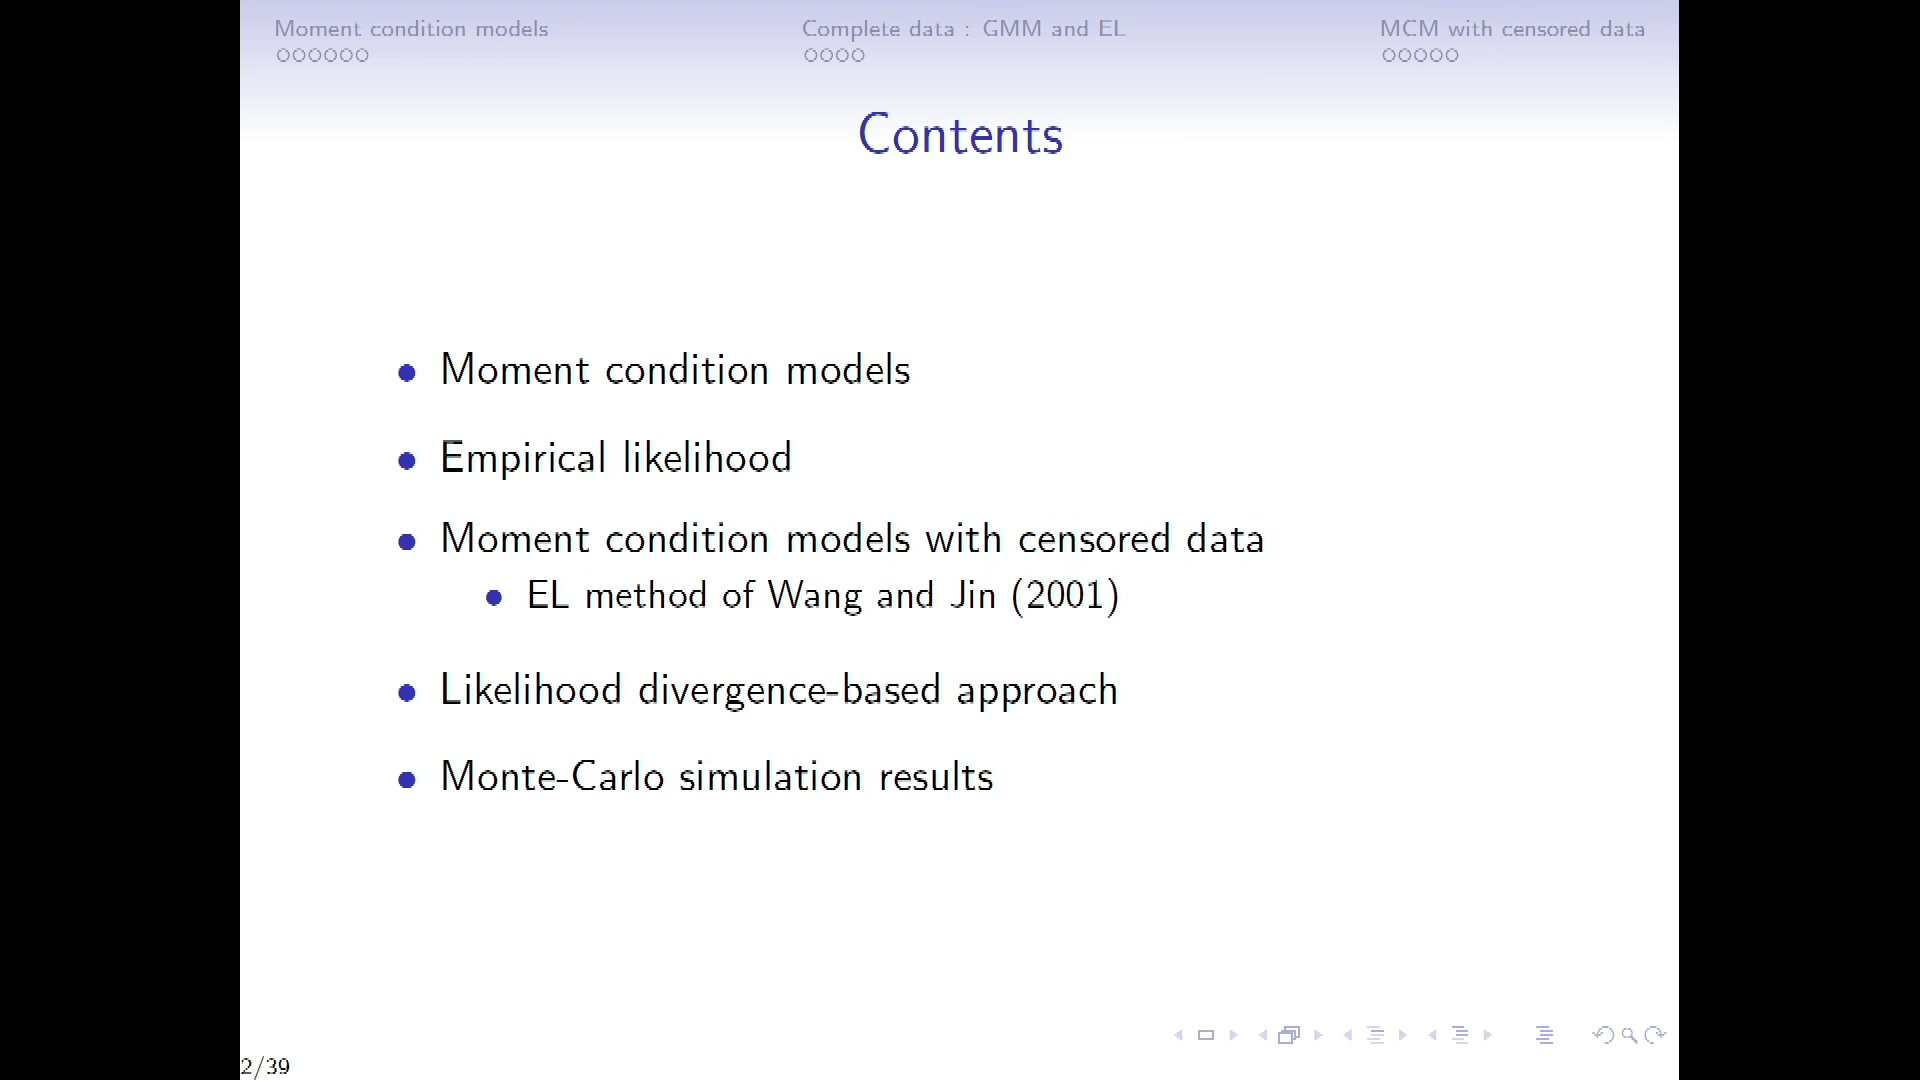 Moment condition models
Complete data : GMM and EL
MCM with censored data
Contents
• Moment condition models
• Empirical likelihood
• Moment condition models with censored data
• EL method of Wang and Jin (2001)
• Likelihood divergence-based approach
• Monte-Carlo simulation results
2/39